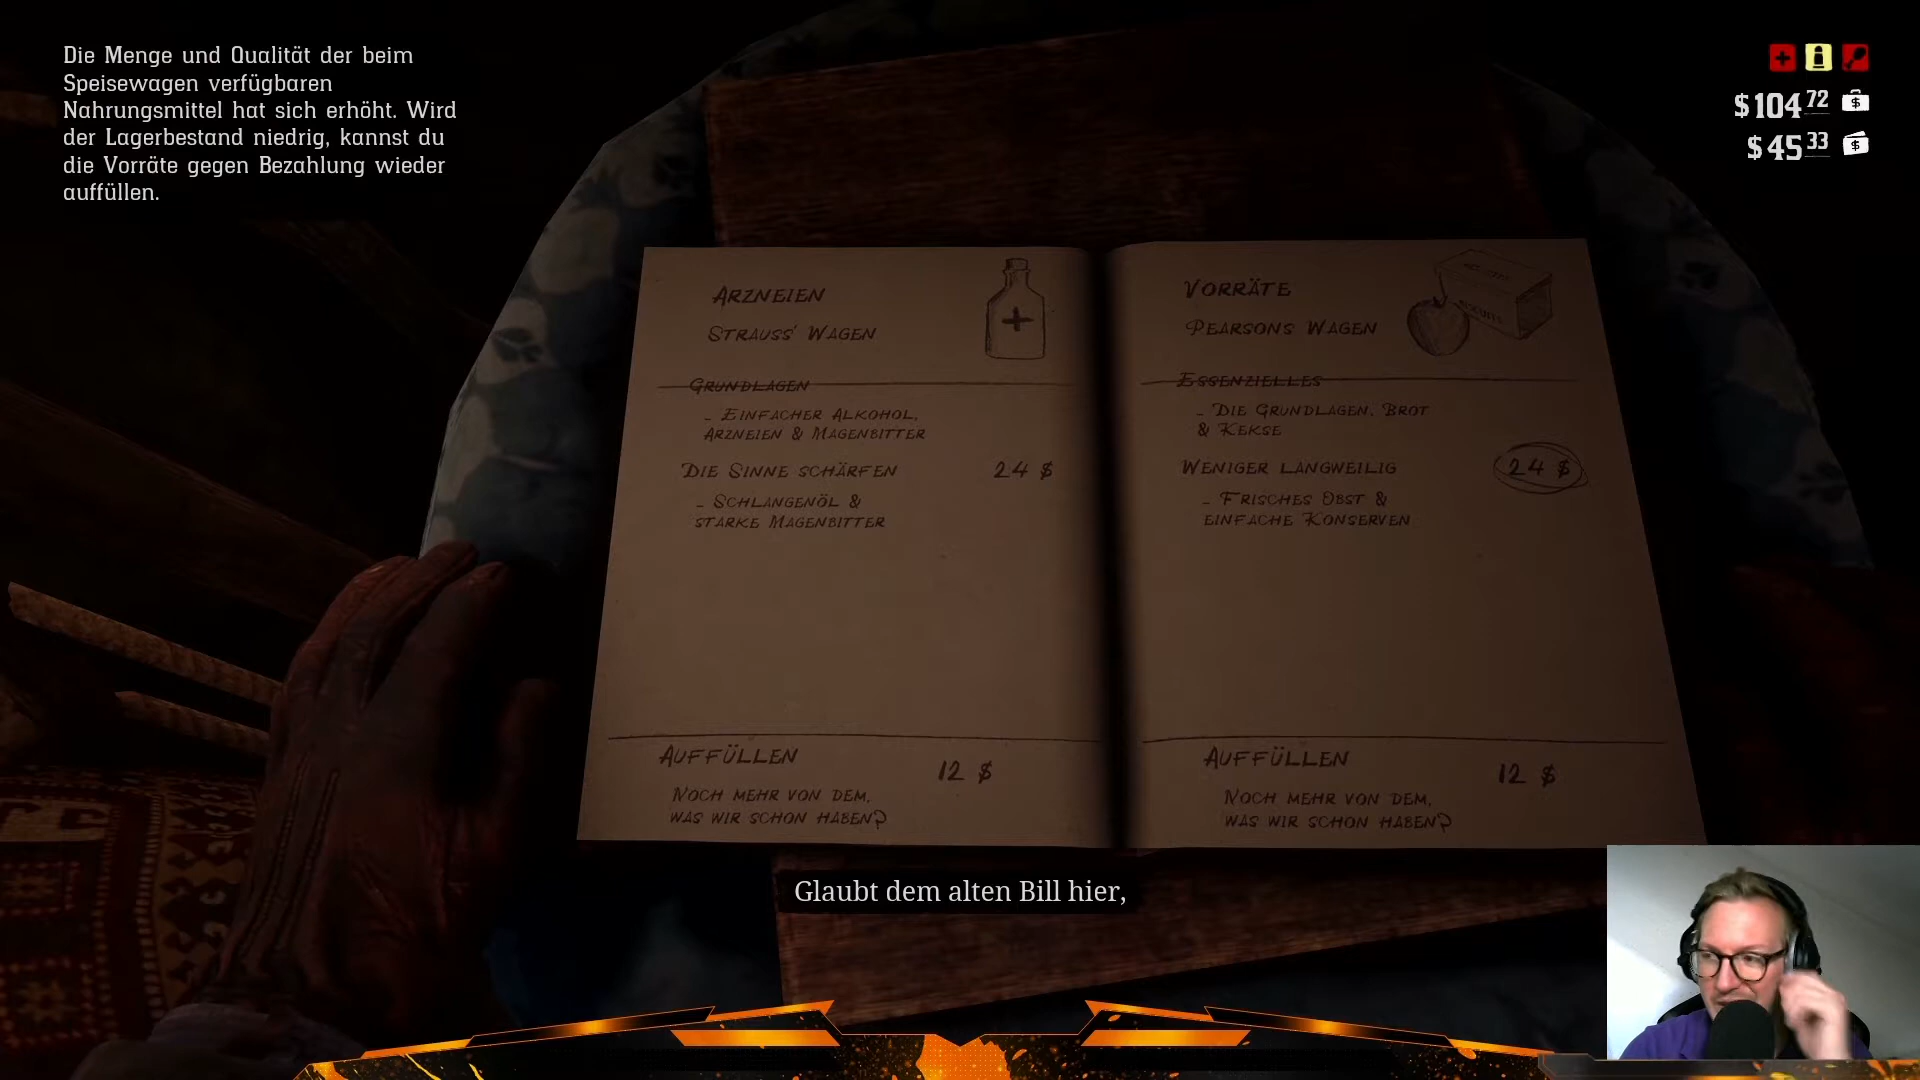 Die Menge und Qualität der beim
Speisewagen verfügbaren
Nahrungsmittel hat sich erhöht. Wird
der Lagerbestand niedrig, kannst du
die Vorräte gegen Bezahlung wieder
auffüllen.
$104 72
$45 33
ARZNEIEN
STRAUSS' WAGEN
GRUNDLAGEN
- EINFACHER ALKOHOL,
ARZNEIEN & MAGENBITTER
DIE SINNE SCHÄRFEN 24 $
- SCHLANGENÖL &
STARKE MAGENBITTER
AUFFÜLLEN 12 $
NOCH MEHR VON DEM,
WAS WIR SCHON HABEN?
VORRÄTE
PEARSONS WAGEN
ESSENZIELLES
- DIE GRUNDLAGEN, BROT
& KEKSE
WENIGER LANGWEILIG 24 $
- FRISCHES OBST &
EINFACHE KONSERVEN
AUFFÜLLEN 12 $
NOCH MEHR VON DEM,
WAS WIR SCHON HABEN?
Glaubt dem alten Bill hier,